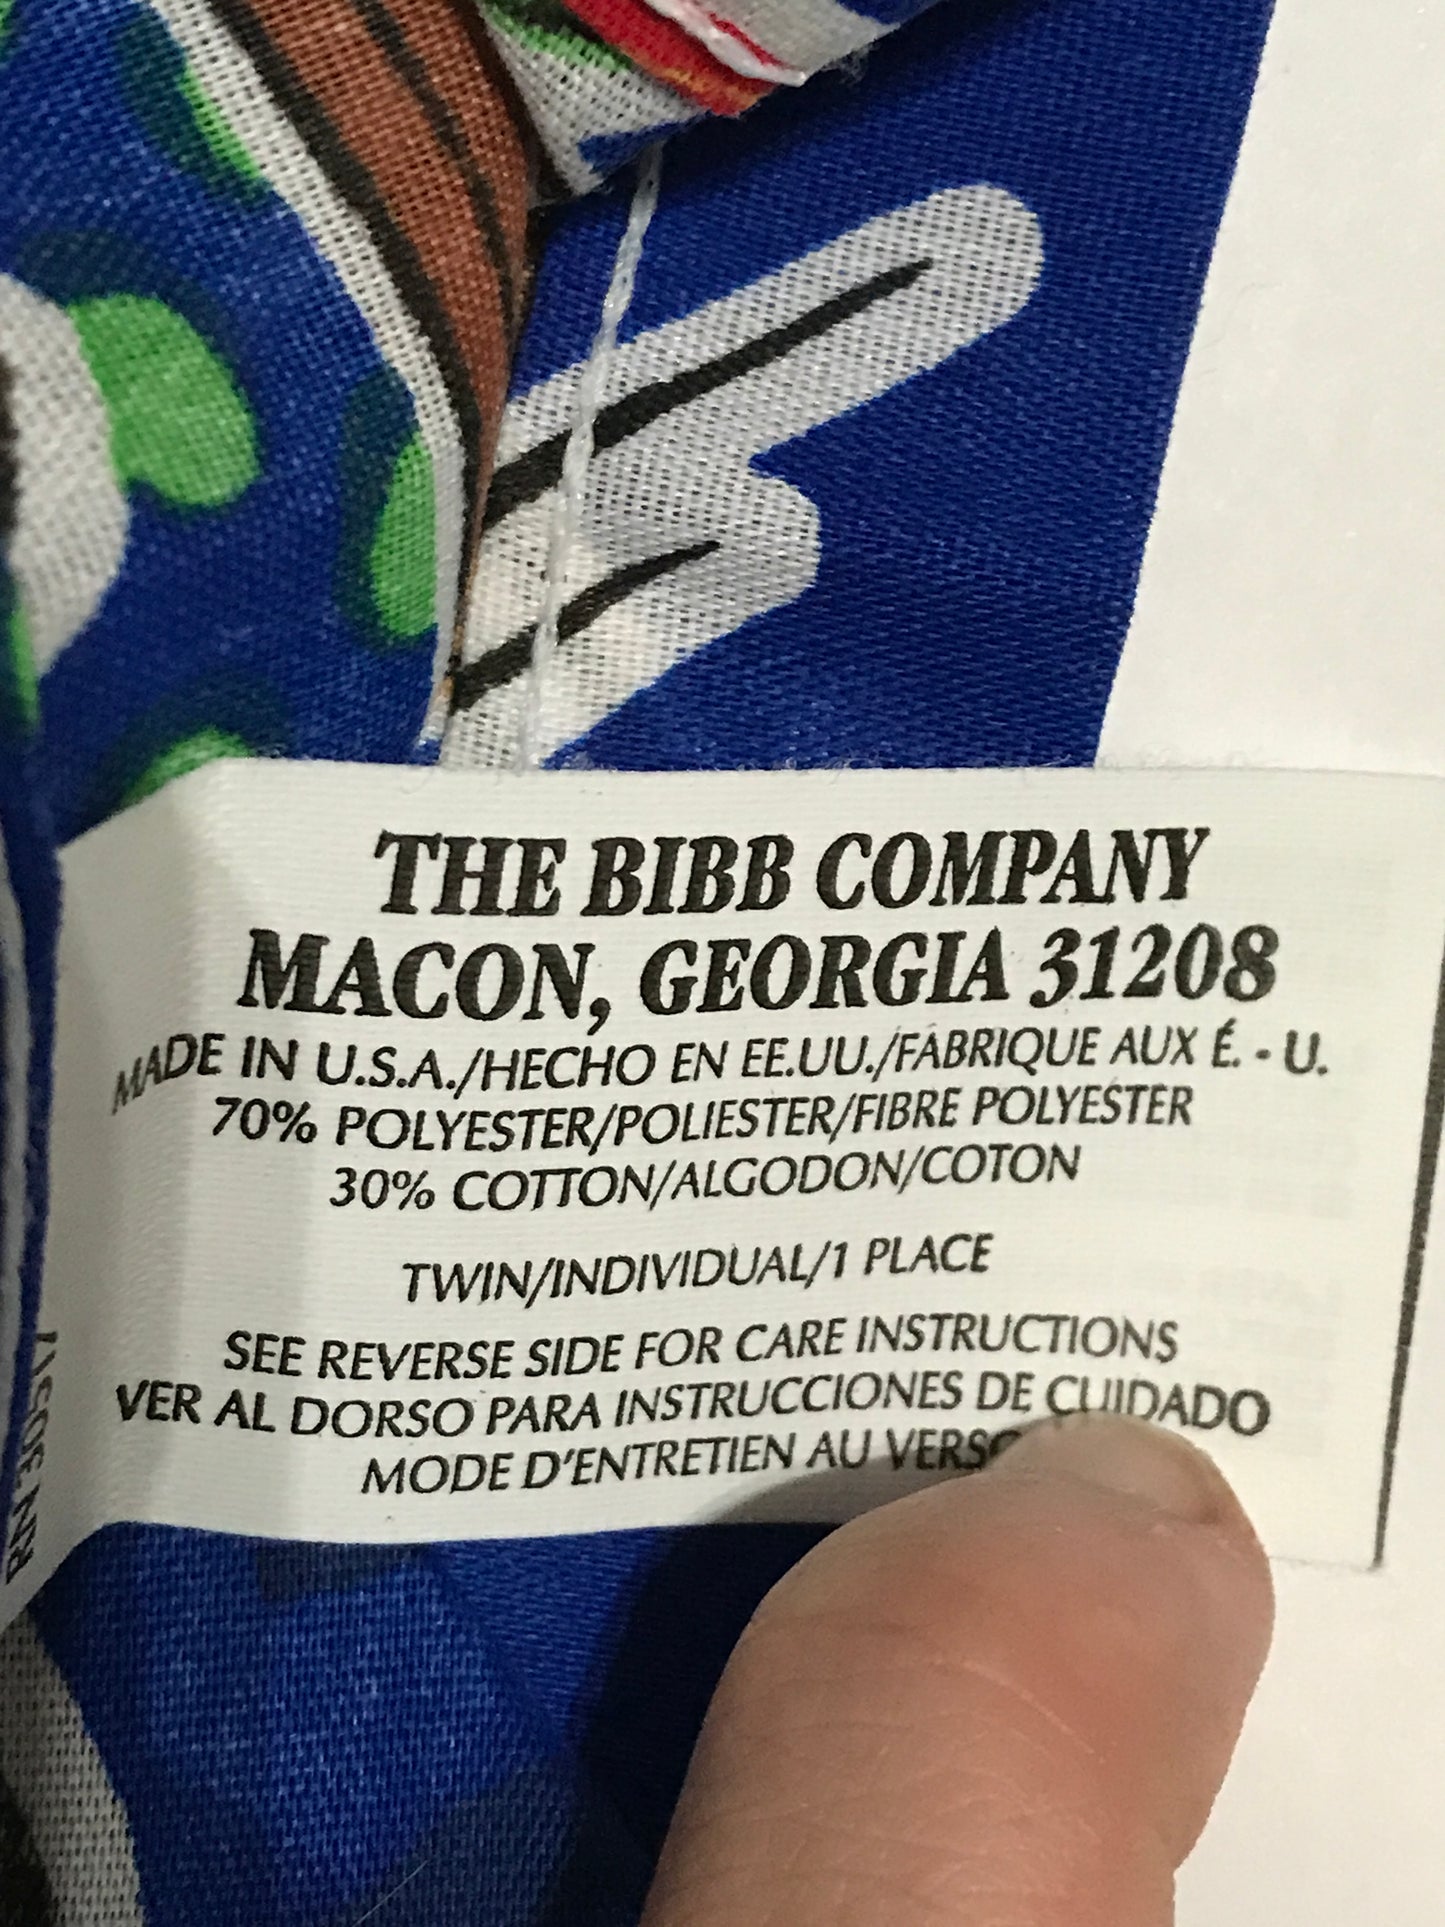 THE BIBB COMPANY
MACON, GEORGIA 31208
MADE IN U.S.A./HECHO EN EE.UU./FABRIQUE AUX É. - U.
70% POLYESTER/POLIESTER/FIBRE POLYESTER
30% COTTON/ALGODON/COTON
TWIN/INDIVIDUAL/1 PLACE
SEE REVERSE SIDE FOR CARE INSTRUCTIONS
VER AL DORSO PARA INSTRUCCIONES DE CUIDADO
MODE D'ENTRETIEN AU VERSO